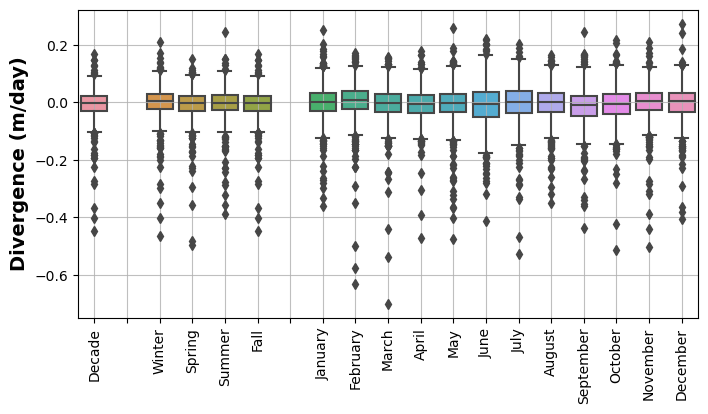 Divergence (m/day)
0.2
0.0
−0.2
−0.4
−0.6
Decade
Winter
Spring
Summer
Fall
January
February
March
April
May
June
July
August
September
October
November
December